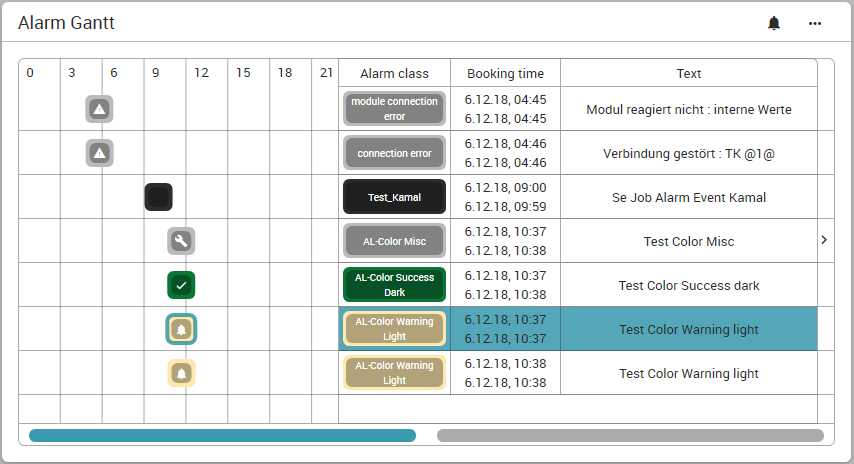 Alarm Gantt
0 3 6 9 12 15 18 21 Alarm class Booking time Text
module connection error 6.12.18, 04:45 6.12.18, 04:45 Modul reagiert nicht : interne Werte
connection error 6.12.18, 04:46 6.12.18, 04:46 Verbindung gestört : TK @1@
Test_Kamal 6.12.18, 09:00 6.12.18, 09:59 Se Job Alarm Event Kamal
AL-Color Misc 6.12.18, 10:37 6.12.18, 10:38 Test Color Misc
AL-Color Success Dark 6.12.18, 10:37 6.12.18, 10:38 Test Color Success dark
AL-Color Warning Light 6.12.18, 10:37 6.12.18, 10:37 Test Color Warning light
AL-Color Warning Light 6.12.18, 10:38 6.12.18, 10:38 Test Color Warning light